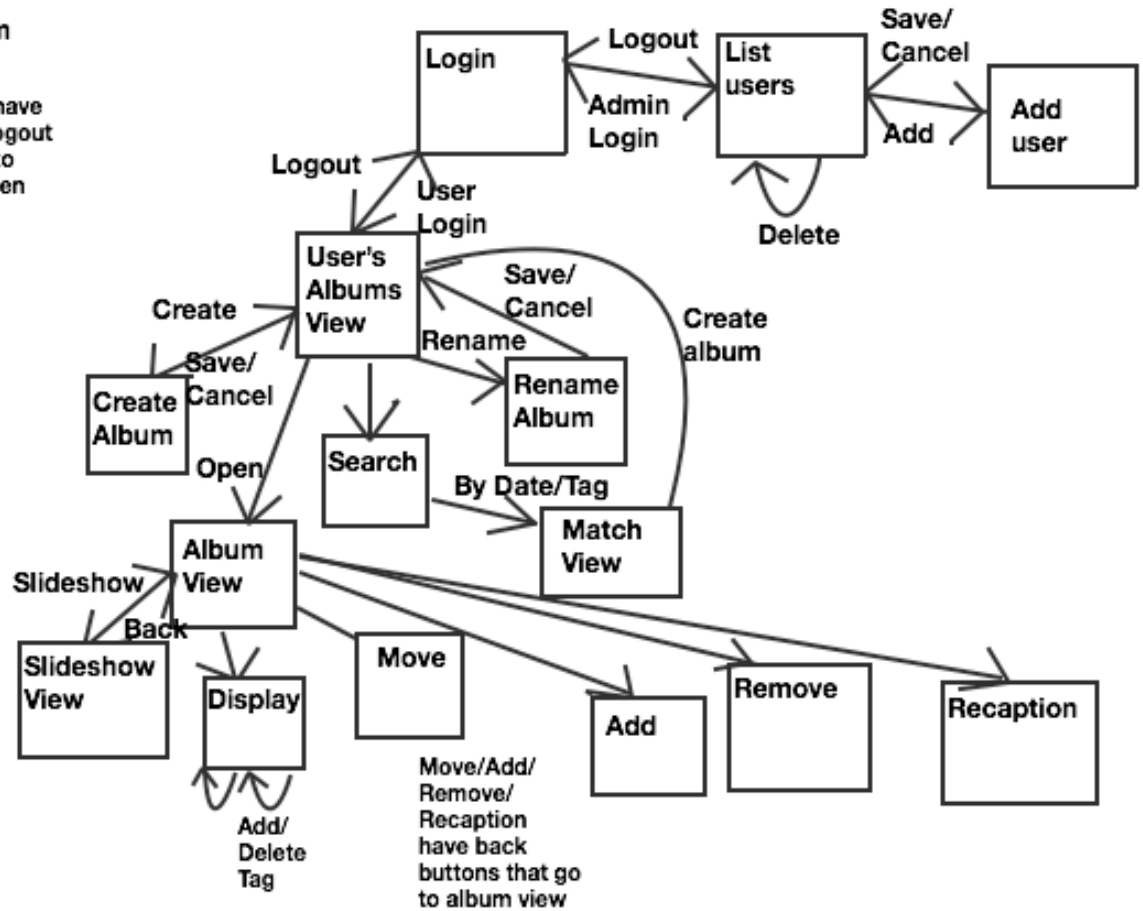 have
to
Login
Logout
Admin
Login
List
users
Save/
Cancel
Add
Add
user
Delete
Logout
User
Login
User's
Albums
View
Create
Save/
Cancel
Create
Album
Save/
Cancel
Rename
Rename
Album
Create
album
Open
Search
By Date/Tag
Match
View
Album
View
Slideshow
Back
Slideshow
View
Display
Add/
Delete
Tag
Move
Add
Remove
Recaption
Move/Add/
Remove/
Recaption
have back
buttons that go
to album view